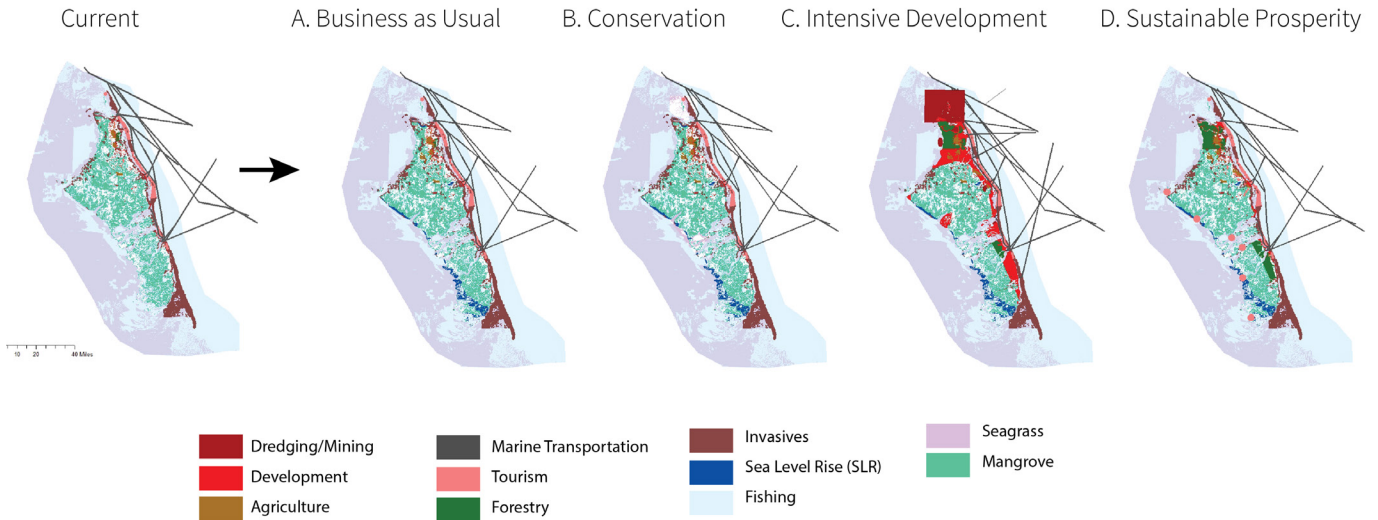 Current
A. Business as Usual
B. Conservation
C. Intensive Development
D. Sustainable Prosperity
10 20 40 Miles
Dredging/Mining
Development
Agriculture
Marine Transportation
Tourism
Forestry
Invasives
Sea Level Rise (SLR)
Fishing
Seagrass
Mangrove